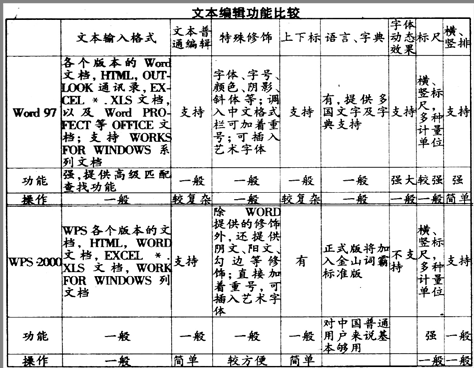 文本编辑功能比较
文本输入格式 文本普通编辑 特殊修饰 上下标 语言、字典 字体动态效果 标尺 横、竖排
Word 97 各个版本的 Word 文档, HTML, OUTLOOK 通讯录, EXCEL *.XLS 文档, 以及 Word PROFECT 等 OFFICE 文档; 支持 WORKS FOR WINDOWS 系列文档 支持 字体、字号、颜色、阴影、斜体等; 调入中文格式栏可加着重号; 可插入艺术字体 支持 有, 提供多国文字及字典支持 支持 横、竖标尺, 多种计量单位 支持
功能 强, 提供高级匹配查找功能 一般 一般 一般 一般 强大 较强 强
操作 一般 较复杂 一般 较复杂 一般 一般 一般 简单
WPS 2000 WPS 各个版本的文档, HTML, WORD 文档, EXCEL *.XLS 文档, WORK FOR WINDOWS 列文档 支持 除 WORD 提供的修饰外, 还提供阴文、阳文、勾边等修饰; 直接加着重号, 可插入艺术字体 有 正式版将加入金山词霸标准版 不支持 横、竖标尺, 多种计量单位 支持
功能 一般 一般 一般 一般 对中国普通用户来说基本够用 强 一般
操作 一般 简单 较方便 简单 一般 一般